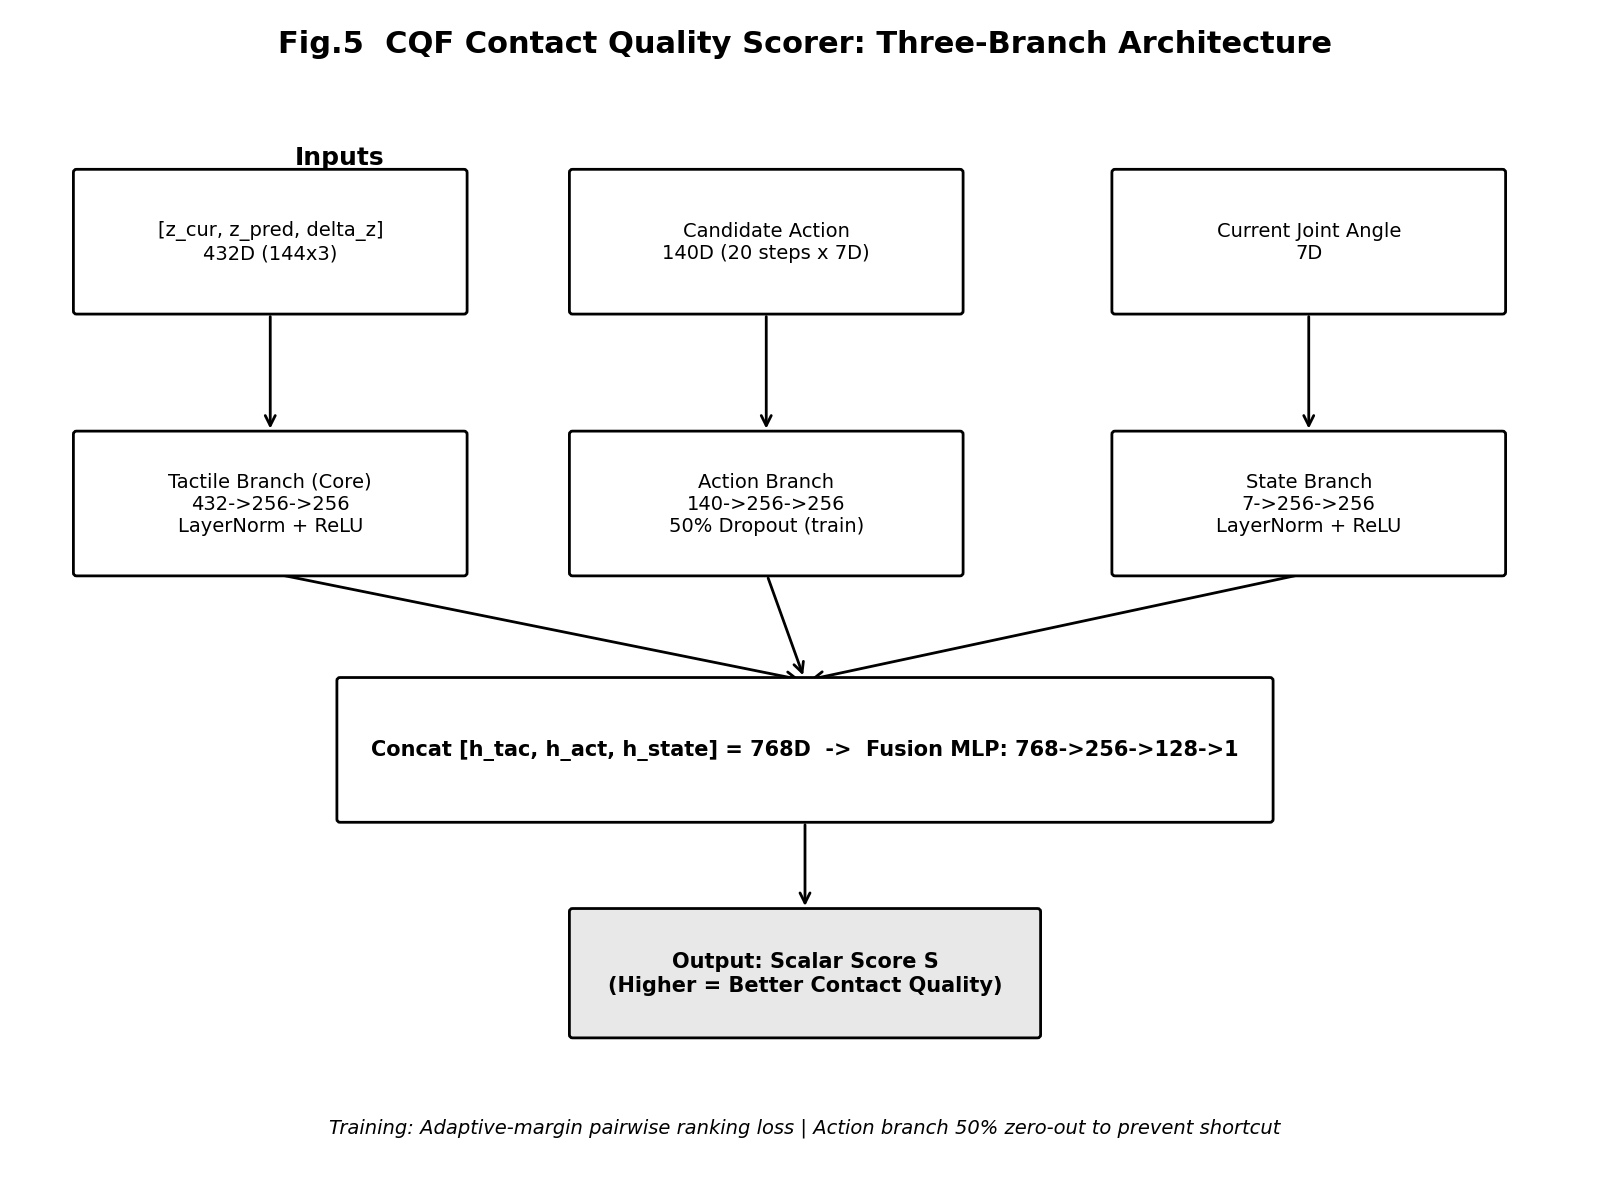 Fig.5  CQF Contact Quality Scorer: Three-Branch Architecture
Inputs
[z_cur, z_pred, delta_z]
432D (144x3)
Candidate Action
140D (20 steps x 7D)
Current Joint Angle
7D
Tactile Branch (Core)
432->256->256
LayerNorm + ReLU
Action Branch
140->256->256
50% Dropout (train)
State Branch
7->256->256
LayerNorm + ReLU
Concat [h_tac, h_act, h_state] = 768D  ->  Fusion MLP: 768->256->128->1
Output: Scalar Score S
(Higher = Better Contact Quality)
Training: Adaptive-margin pairwise ranking loss | Action branch 50% zero-out to prevent shortcut